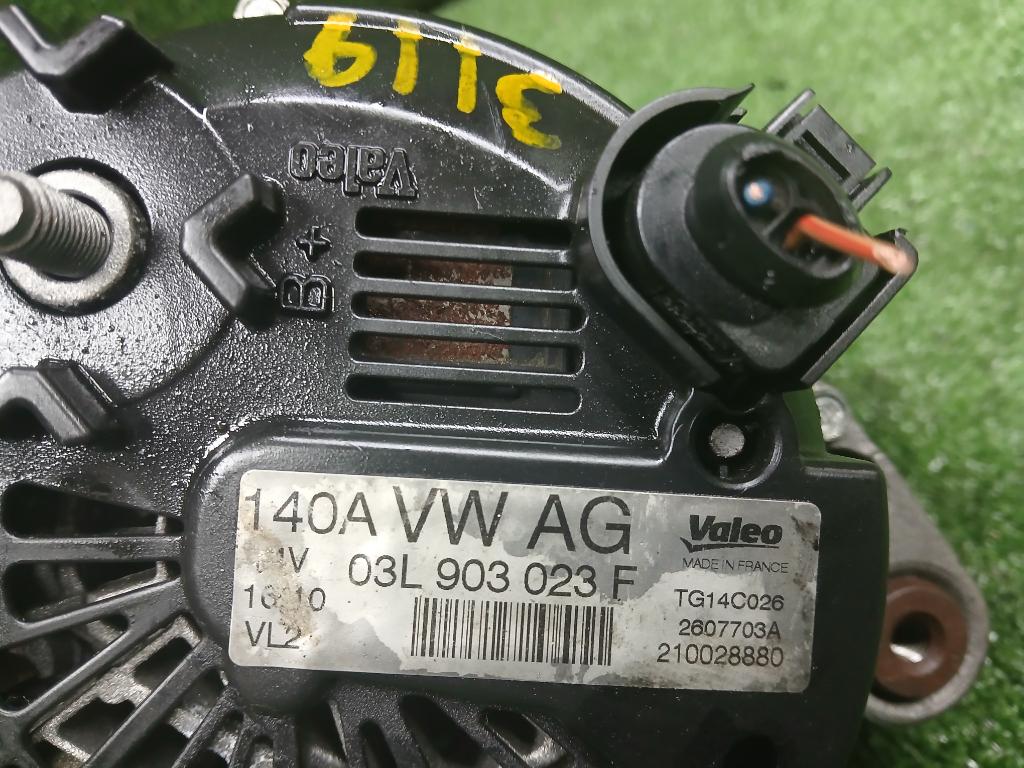 3119
Valeo
B+
140A VW AG
03L 903 023 F
VL2
Valeo
MADE IN FRANCE
TG14C026
2607703A
210028880